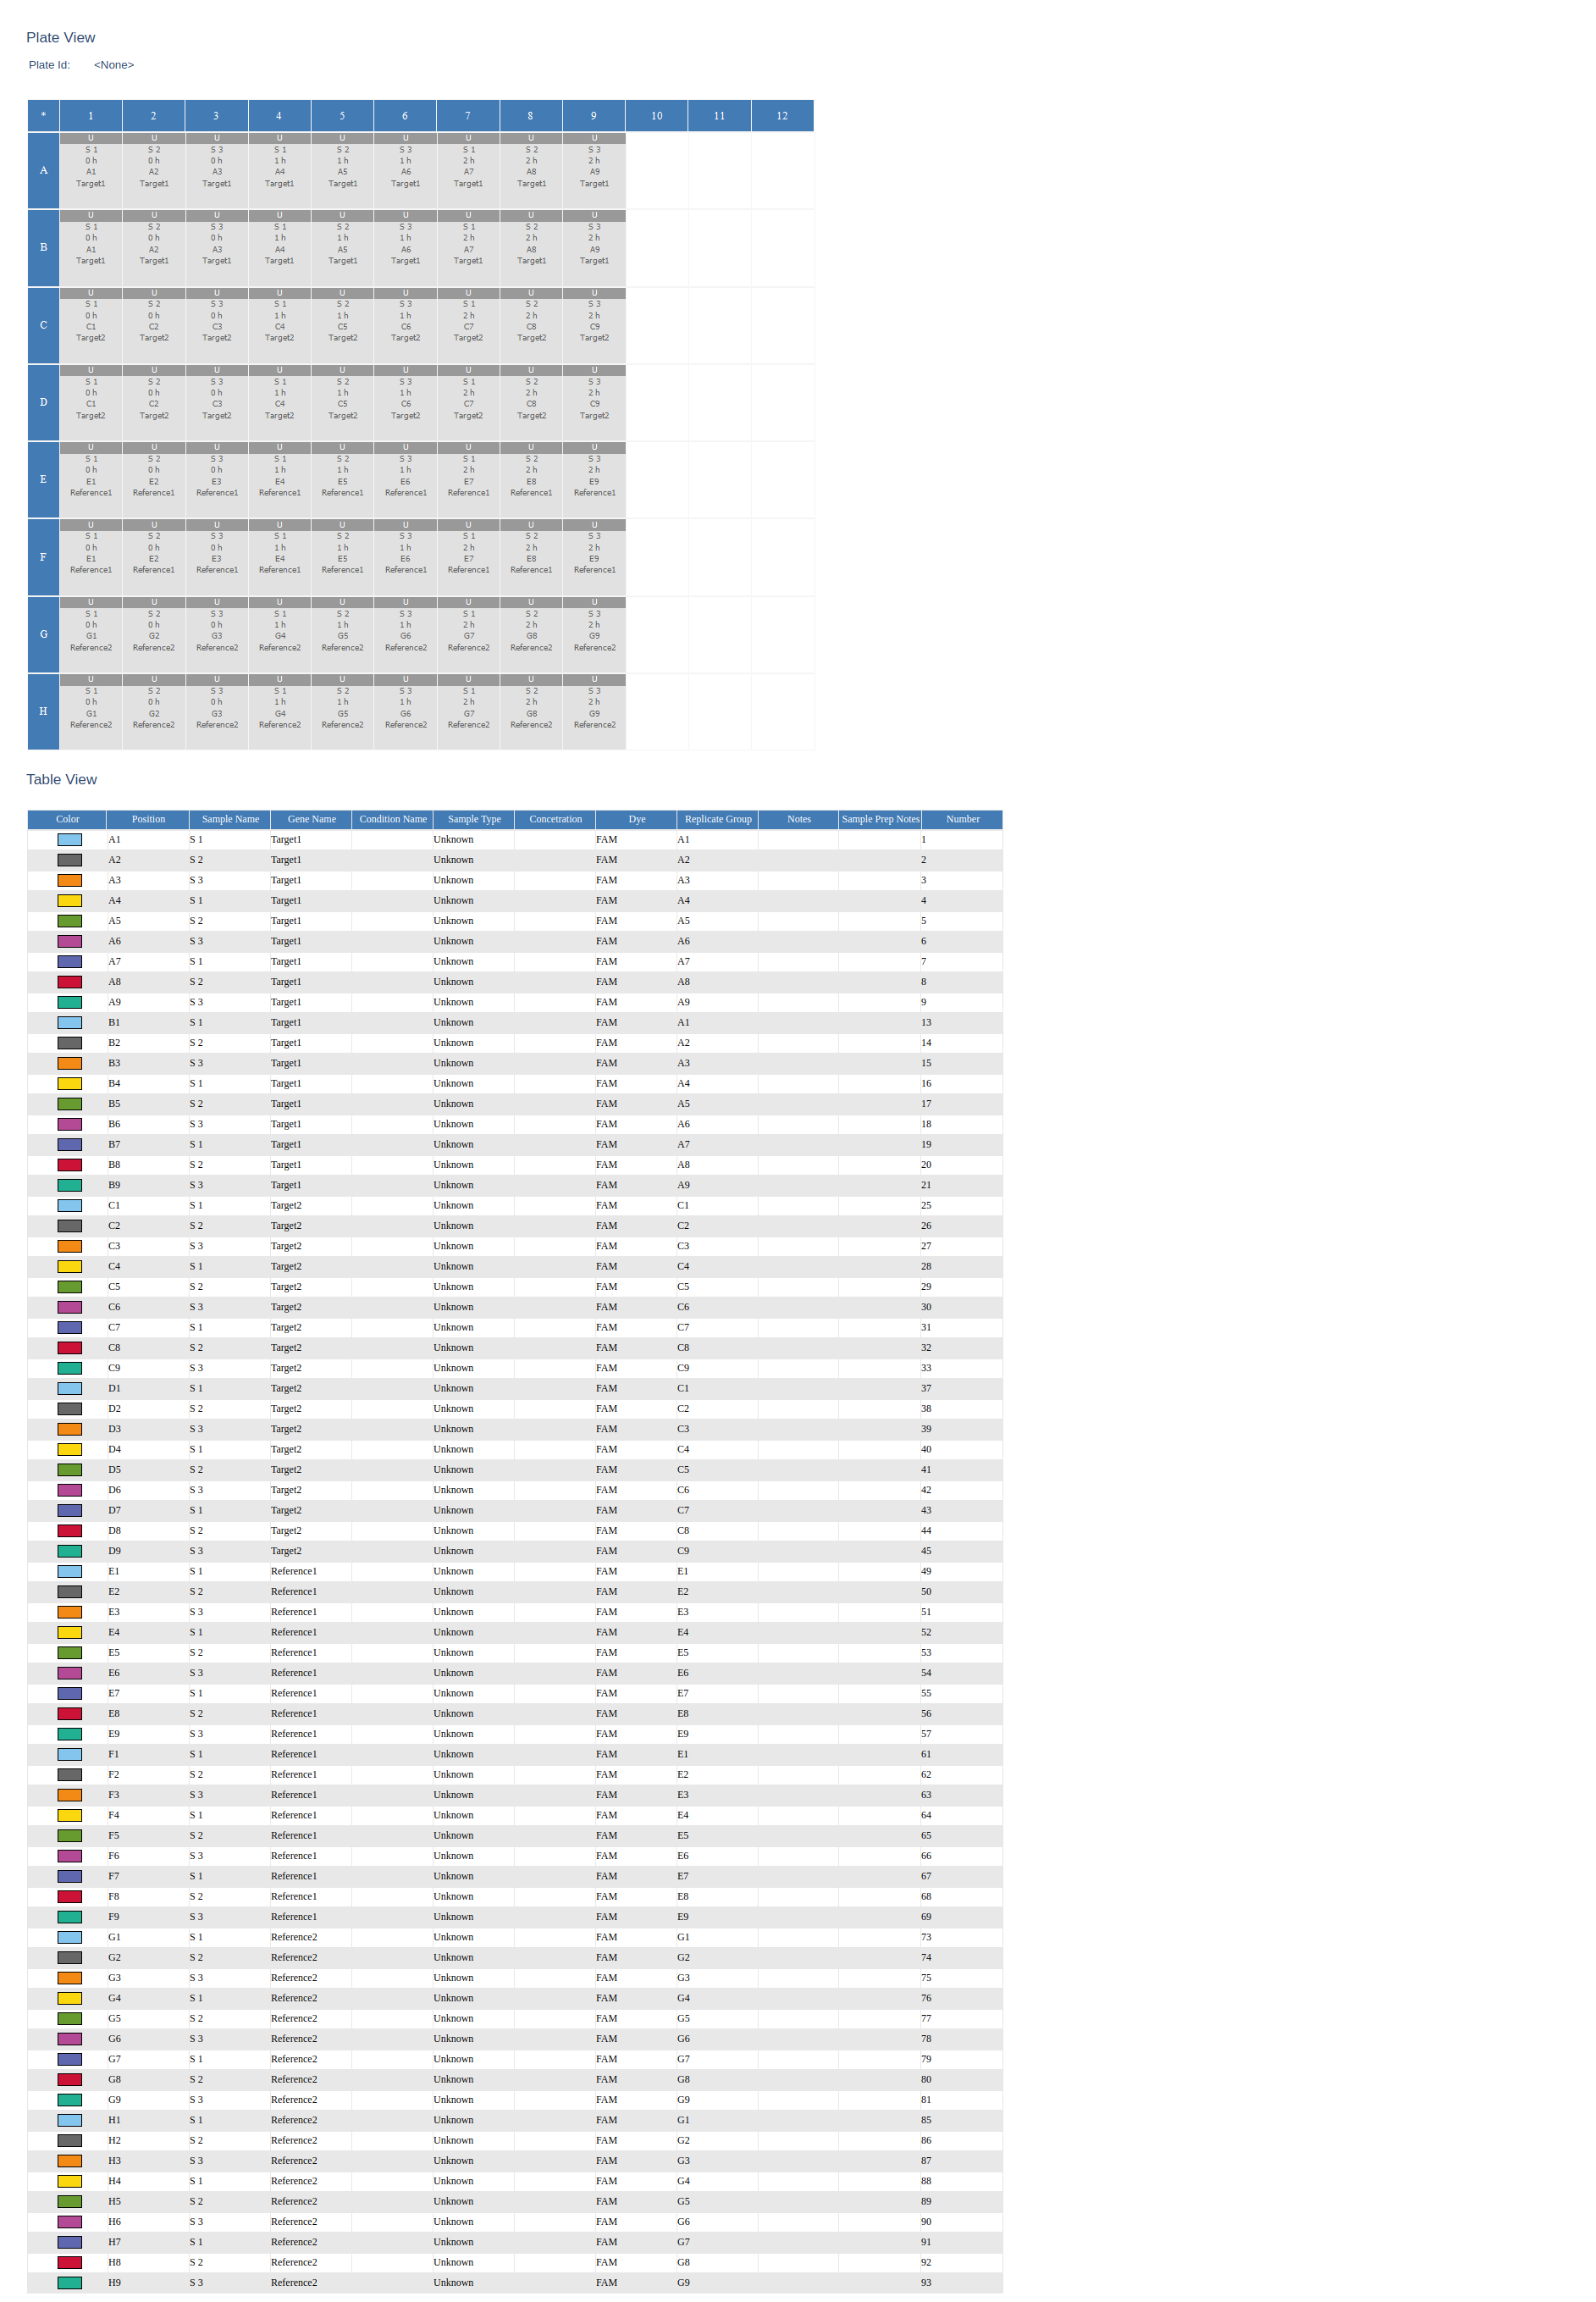 Plate View
Plate Id: <None>
* 1 2 3 4 5 6 7 8 9 10 11 12
U U U U U U U U U
S 1 S 2 S 3 S 1 S 2 S 3 S 1 S 2 S 3
0 h 0 h 0 h 1 h 1 h 1 h 2 h 2 h 2 h
A A1 A2 A3 A4 A5 A6 A7 A8 A9
Target1 Target1 Target1 Target1 Target1 Target1 Target1 Target1 Target1
U U U U U U U U U
S 1 S 2 S 3 S 1 S 2 S 3 S 1 S 2 S 3
0 h 0 h 0 h 1 h 1 h 1 h 2 h 2 h 2 h
B A1 A2 A3 A4 A5 A6 A7 A8 A9
Target1 Target1 Target1 Target1 Target1 Target1 Target1 Target1 Target1
U U U U U U U U U
S 1 S 2 S 3 S 1 S 2 S 3 S 1 S 2 S 3
0 h 0 h 0 h 1 h 1 h 1 h 2 h 2 h 2 h
C C1 C2 C3 C4 C5 C6 C7 C8 C9
Target2 Target2 Target2 Target2 Target2 Target2 Target2 Target2 Target2
U U U U U U U U U
S 1 S 2 S 3 S 1 S 2 S 3 S 1 S 2 S 3
0 h 0 h 0 h 1 h 1 h 1 h 2 h 2 h 2 h
D C1 C2 C3 C4 C5 C6 C7 C8 C9
Target2 Target2 Target2 Target2 Target2 Target2 Target2 Target2 Target2
U U U U U U U U U
S 1 S 2 S 3 S 1 S 2 S 3 S 1 S 2 S 3
0 h 0 h 0 h 1 h 1 h 1 h 2 h 2 h 2 h
E E1 E2 E3 E4 E5 E6 E7 E8 E9
Reference1 Reference1 Reference1 Reference1 Reference1 Reference1 Reference1 Reference1 Reference1
U U U U U U U U U
S 1 S 2 S 3 S 1 S 2 S 3 S 1 S 2 S 3
0 h 0 h 0 h 1 h 1 h 1 h 2 h 2 h 2 h
F E1 E2 E3 E4 E5 E6 E7 E8 E9
Reference1 Reference1 Reference1 Reference1 Reference1 Reference1 Reference1 Reference1 Reference1
U U U U U U U U U
S 1 S 2 S 3 S 1 S 2 S 3 S 1 S 2 S 3
0 h 0 h 0 h 1 h 1 h 1 h 2 h 2 h 2 h
G G1 G2 G3 G4 G5 G6 G7 G8 G9
Reference2 Reference2 Reference2 Reference2 Reference2 Reference2 Reference2 Reference2 Reference2
U U U U U U U U U
S 1 S 2 S 3 S 1 S 2 S 3 S 1 S 2 S 3
0 h 0 h 0 h 1 h 1 h 1 h 2 h 2 h 2 h
H G1 G2 G3 G4 G5 G6 G7 G8 G9
Reference2 Reference2 Reference2 Reference2 Reference2 Reference2 Reference2 Reference2 Reference2
Table View
Color Position Sample Name Gene Name Condition Name Sample Type Concetration Dye Replicate Group Notes Sample Prep Notes Number
A1 S 1 Target1 Unknown FAM A1 1
A2 S 2 Target1 Unknown FAM A2 2
A3 S 3 Target1 Unknown FAM A3 3
A4 S 1 Target1 Unknown FAM A4 4
A5 S 2 Target1 Unknown FAM A5 5
A6 S 3 Target1 Unknown FAM A6 6
A7 S 1 Target1 Unknown FAM A7 7
A8 S 2 Target1 Unknown FAM A8 8
A9 S 3 Target1 Unknown FAM A9 9
B1 S 1 Target1 Unknown FAM A1 13
B2 S 2 Target1 Unknown FAM A2 14
B3 S 3 Target1 Unknown FAM A3 15
B4 S 1 Target1 Unknown FAM A4 16
B5 S 2 Target1 Unknown FAM A5 17
B6 S 3 Target1 Unknown FAM A6 18
B7 S 1 Target1 Unknown FAM A7 19
B8 S 2 Target1 Unknown FAM A8 20
B9 S 3 Target1 Unknown FAM A9 21
C1 S 1 Target2 Unknown FAM C1 25
C2 S 2 Target2 Unknown FAM C2 26
C3 S 3 Target2 Unknown FAM C3 27
C4 S 1 Target2 Unknown FAM C4 28
C5 S 2 Target2 Unknown FAM C5 29
C6 S 3 Target2 Unknown FAM C6 30
C7 S 1 Target2 Unknown FAM C7 31
C8 S 2 Target2 Unknown FAM C8 32
C9 S 3 Target2 Unknown FAM C9 33
D1 S 1 Target2 Unknown FAM C1 37
D2 S 2 Target2 Unknown FAM C2 38
D3 S 3 Target2 Unknown FAM C3 39
D4 S 1 Target2 Unknown FAM C4 40
D5 S 2 Target2 Unknown FAM C5 41
D6 S 3 Target2 Unknown FAM C6 42
D7 S 1 Target2 Unknown FAM C7 43
D8 S 2 Target2 Unknown FAM C8 44
D9 S 3 Target2 Unknown FAM C9 45
E1 S 1 Reference1 Unknown FAM E1 49
E2 S 2 Reference1 Unknown FAM E2 50
E3 S 3 Reference1 Unknown FAM E3 51
E4 S 1 Reference1 Unknown FAM E4 52
E5 S 2 Reference1 Unknown FAM E5 53
E6 S 3 Reference1 Unknown FAM E6 54
E7 S 1 Reference1 Unknown FAM E7 55
E8 S 2 Reference1 Unknown FAM E8 56
E9 S 3 Reference1 Unknown FAM E9 57
F1 S 1 Reference1 Unknown FAM E1 61
F2 S 2 Reference1 Unknown FAM E2 62
F3 S 3 Reference1 Unknown FAM E3 63
F4 S 1 Reference1 Unknown FAM E4 64
F5 S 2 Reference1 Unknown FAM E5 65
F6 S 3 Reference1 Unknown FAM E6 66
F7 S 1 Reference1 Unknown FAM E7 67
F8 S 2 Reference1 Unknown FAM E8 68
F9 S 3 Reference1 Unknown FAM E9 69
G1 S 1 Reference2 Unknown FAM G1 73
G2 S 2 Reference2 Unknown FAM G2 74
G3 S 3 Reference2 Unknown FAM G3 75
G4 S 1 Reference2 Unknown FAM G4 76
G5 S 2 Reference2 Unknown FAM G5 77
G6 S 3 Reference2 Unknown FAM G6 78
G7 S 1 Reference2 Unknown FAM G7 79
G8 S 2 Reference2 Unknown FAM G8 80
G9 S 3 Reference2 Unknown FAM G9 81
H1 S 1 Reference2 Unknown FAM G1 85
H2 S 2 Reference2 Unknown FAM G2 86
H3 S 3 Reference2 Unknown FAM G3 87
H4 S 1 Reference2 Unknown FAM G4 88
H5 S 2 Reference2 Unknown FAM G5 89
H6 S 3 Reference2 Unknown FAM G6 90
H7 S 1 Reference2 Unknown FAM G7 91
H8 S 2 Reference2 Unknown FAM G8 92
H9 S 3 Reference2 Unknown FAM G9 93